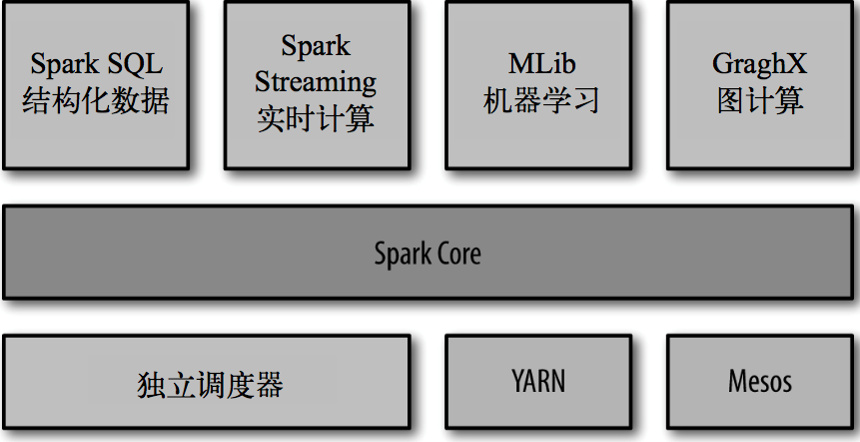 Spark SQL
结构化数据
Spark
Streaming
实时计算
MLib
机器学习
GraghX
图计算
Spark Core
独立调度器
YARN
Mesos